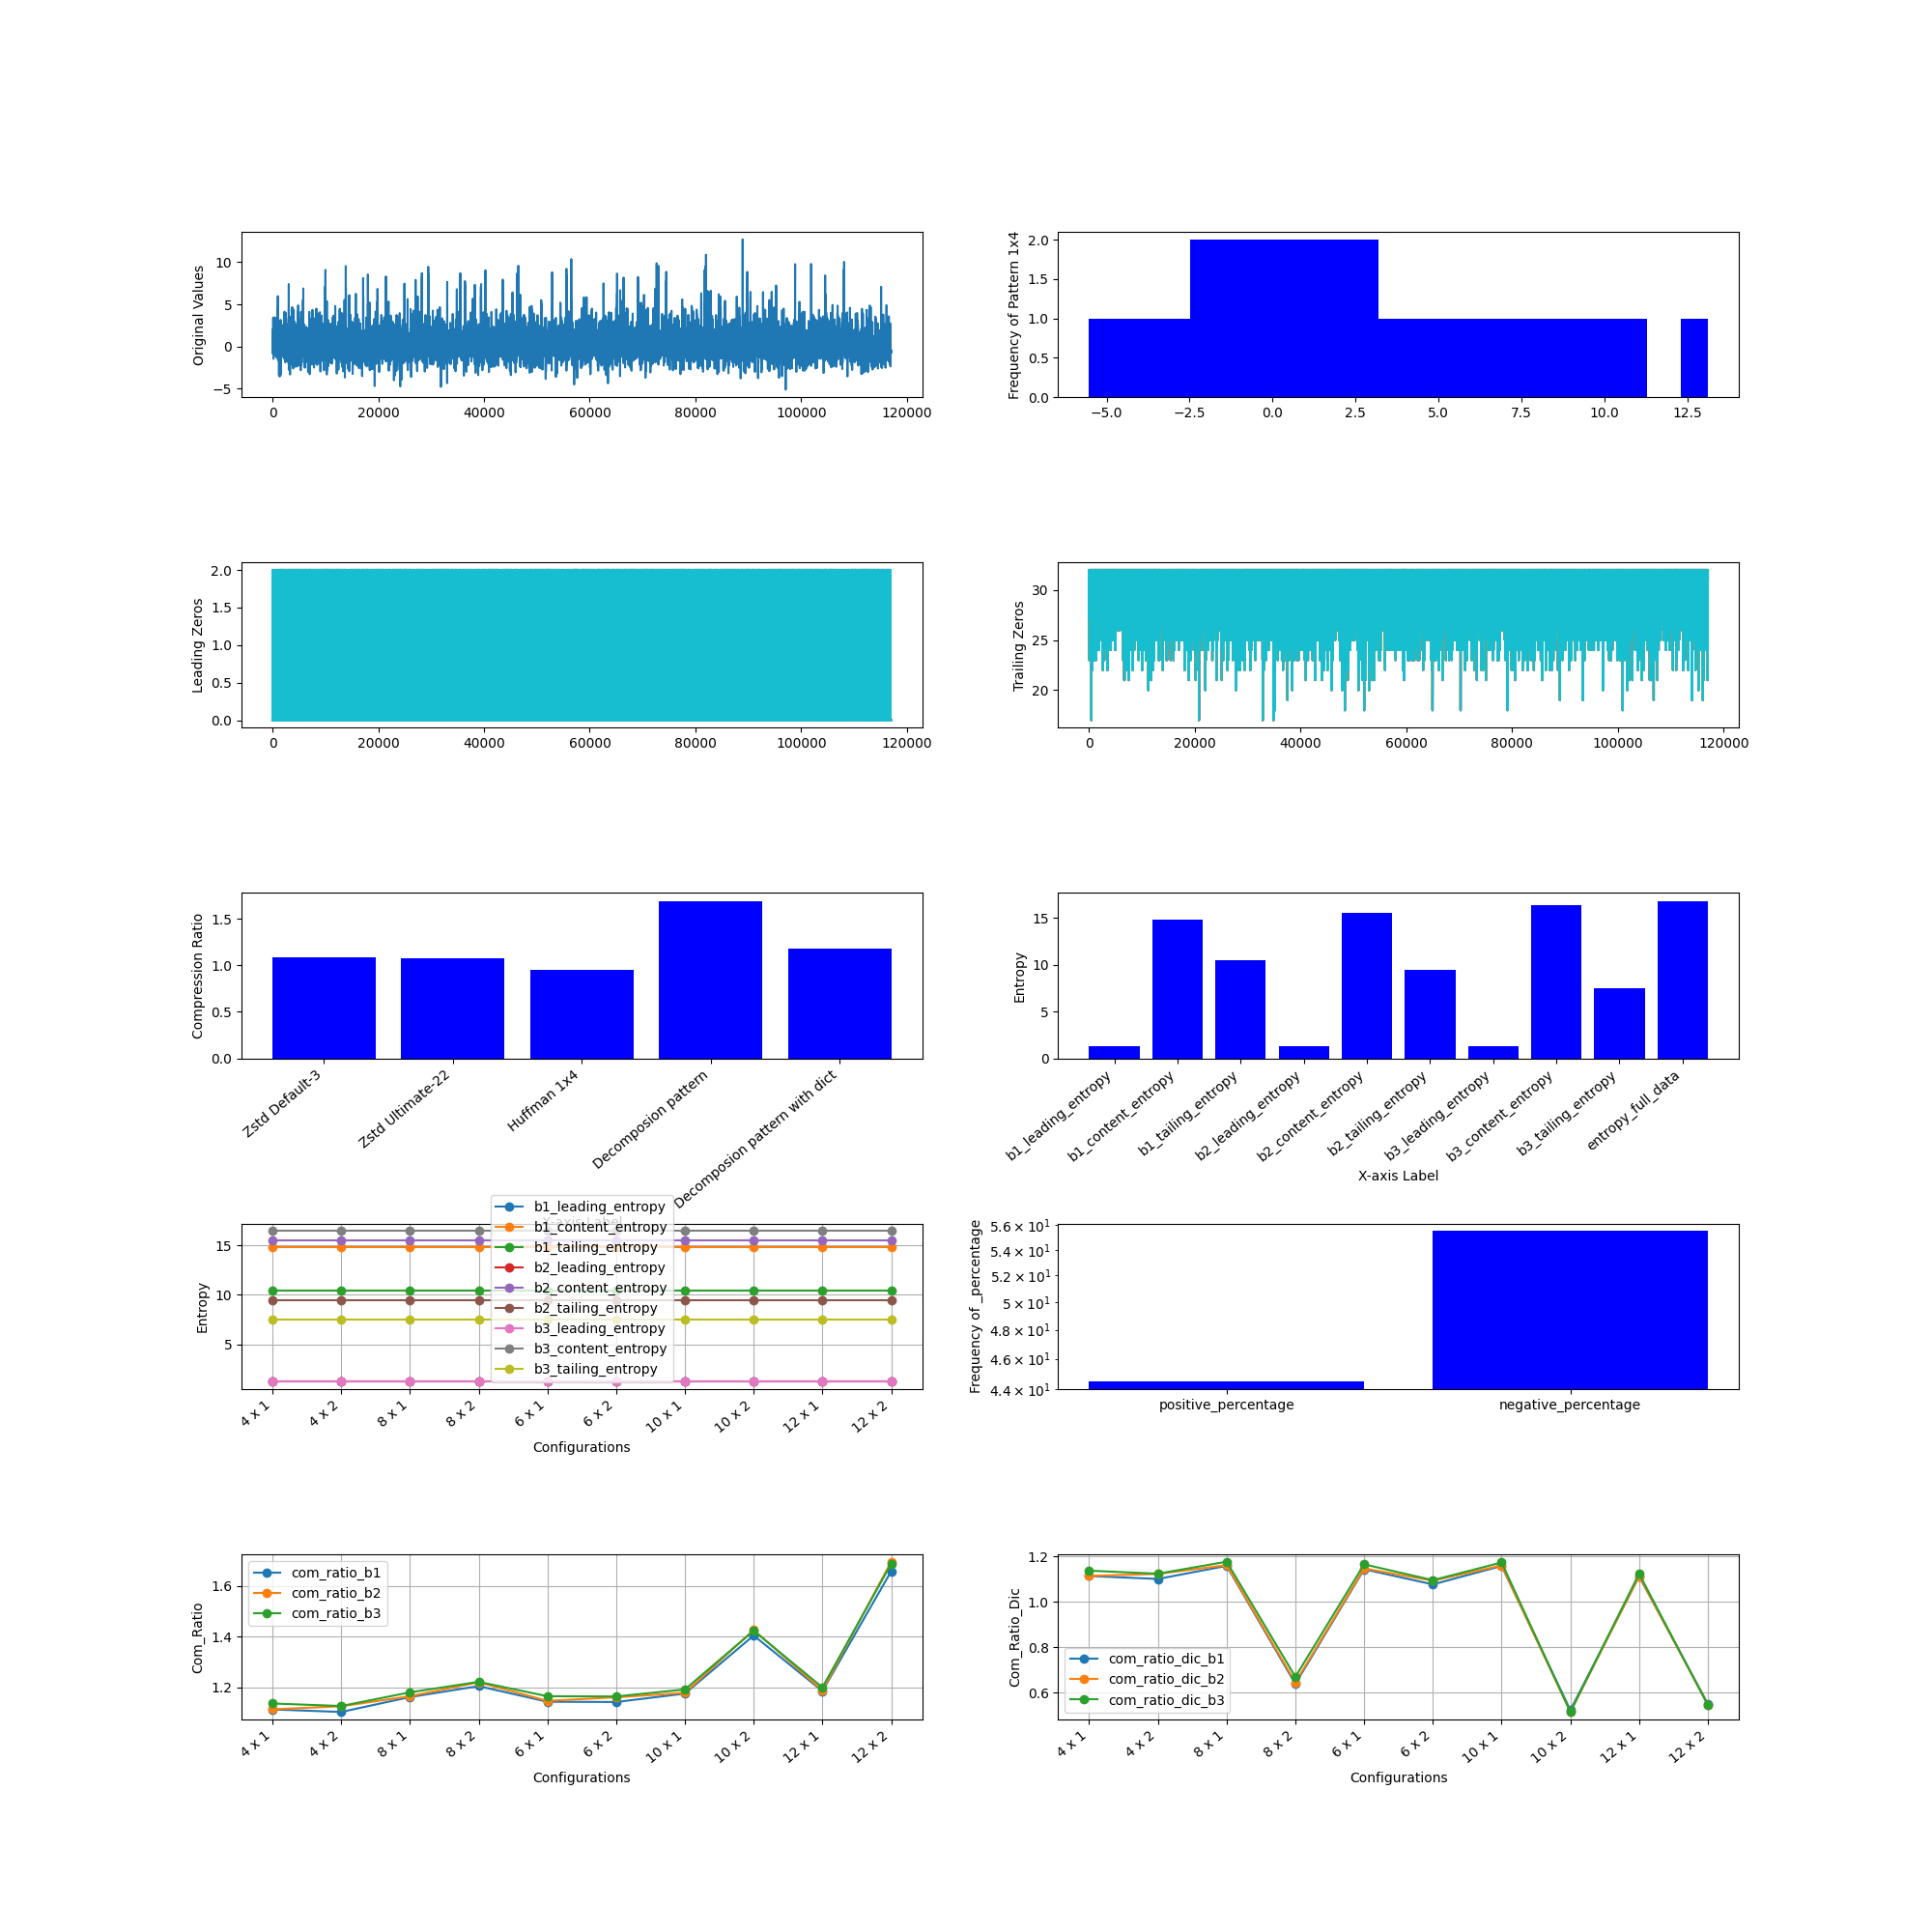 Original Values
10
5
0
−5
0 20000 40000 60000 80000 100000 120000
Frequency of Pattern 1x4
2.0
1.5
1.0
0.5
0.0
−5.0 −2.5 0.0 2.5 5.0 7.5 10.0 12.5
Leading Zeros
2.0
1.5
1.0
0.5
0.0
0 20000 40000 60000 80000 100000 120000
Trailing Zeros
30
25
20
0 20000 40000 60000 80000 100000 120000
Compression Ratio
1.5
1.0
0.5
0.0
Zstd Default-3
Zstd Ultimate-22
Huffman 1x4
Decomposion pattern
Decomposion pattern with dict
X-axis Label
Entropy
15
10
5
0
b1_leading_entropy
b1_content_entropy
b1_tailing_entropy
b2_leading_entropy
b2_content_entropy
b2_tailing_entropy
b3_leading_entropy
b3_content_entropy
b3_tailing_entropy
entropy_full_data
X-axis Label
Entropy
15
10
5
b1_leading_entropy
b1_content_entropy
b1_tailing_entropy
b2_leading_entropy
b2_content_entropy
b2_tailing_entropy
b3_leading_entropy
b3_content_entropy
b3_tailing_entropy
4 x 1
4 x 2
8 x 1
8 x 2
6 x 1
6 x 2
10 x 1
10 x 2
12 x 1
12 x 2
Configurations
Frequency of _percentage
5.6 × 10¹
5.4 × 10¹
5.2 × 10¹
5 × 10¹
4.8 × 10¹
4.6 × 10¹
4.4 × 10¹
positive_percentage negative_percentage
Com_Ratio
1.6
1.4
1.2
com_ratio_b1
com_ratio_b2
com_ratio_b3
4 x 1
4 x 2
8 x 1
8 x 2
6 x 1
6 x 2
10 x 1
10 x 2
12 x 1
12 x 2
Configurations
Com_Ratio_Dic
1.2
1.0
0.8
0.6
com_ratio_dic_b1
com_ratio_dic_b2
com_ratio_dic_b3
4 x 1
4 x 2
8 x 1
8 x 2
6 x 1
6 x 2
10 x 1
10 x 2
12 x 1
12 x 2
Configurations